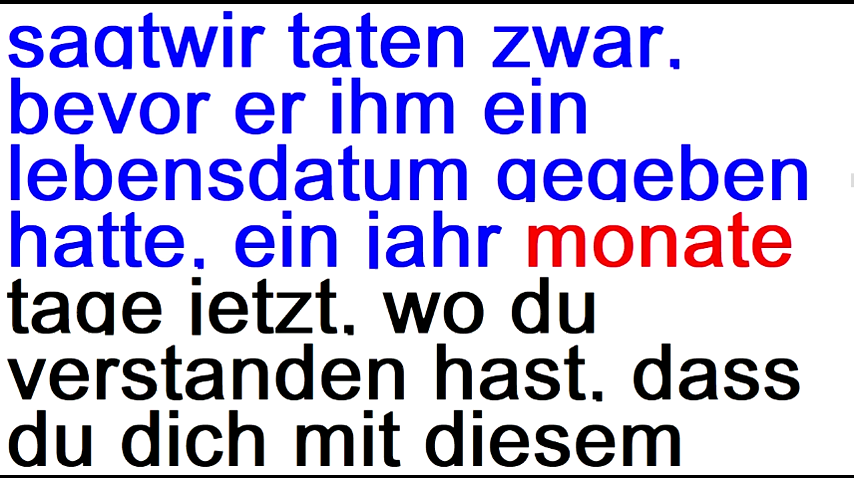 sagtwir taten zwar,
bevor er ihm ein
lebensdatum gegeben
hatte, ein jahr monate
tage jetzt, wo du
verstanden hast, dass
du dich mit diesem